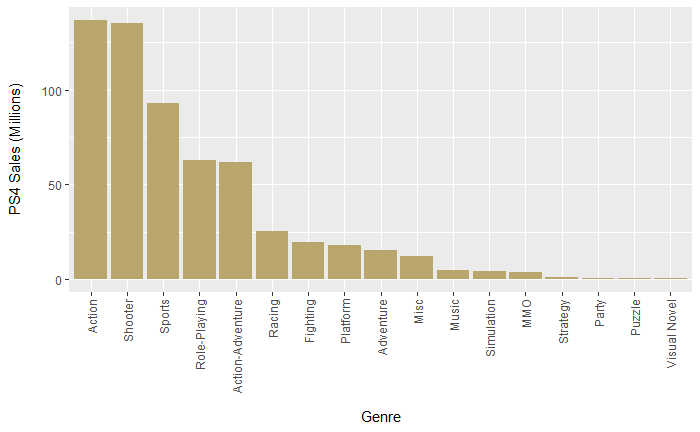 PS4 Sales (Millions)
100
50
0
Action
Shooter
Sports
Role-Playing
Action-Adventure
Racing
Fighting
Platform
Adventure
Misc
Music
Simulation
MMO
Strategy
Party
Puzzle
Visual Novel
Genre